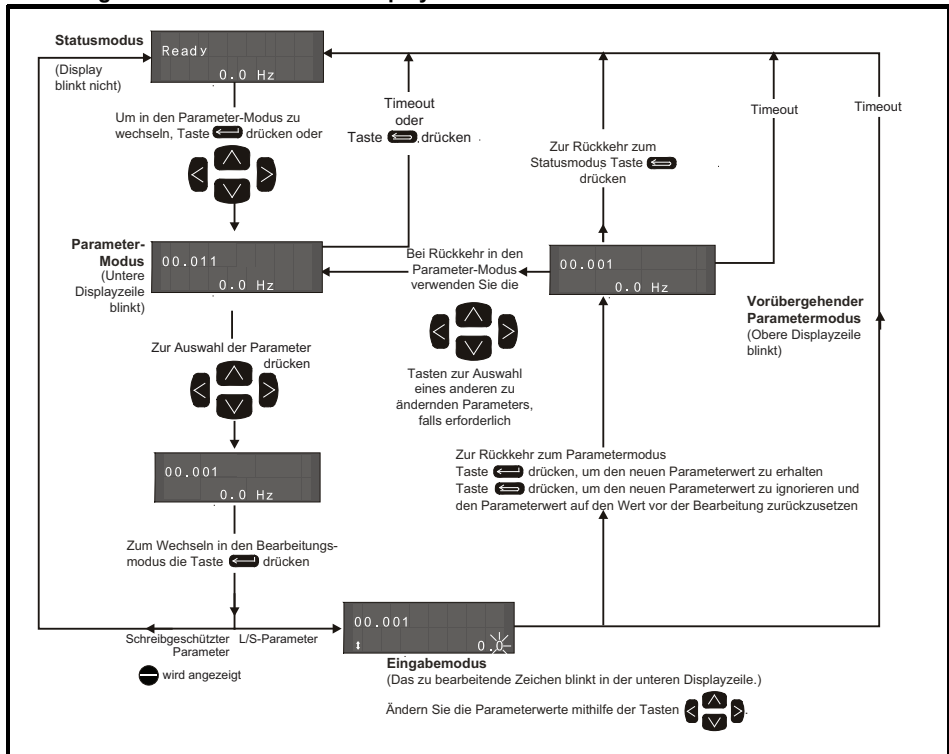 Statusmodus
(Display
blinkt nicht)
Ready
0.0 Hz
Um in den Parameter-Modus zu
wechseln, Taste drücken oder
Timeout
oder
Taste drücken
Zur Rückkehr zum
Statusmodus Taste
drücken
Timeout
Timeout
Parameter-
Modus
(Untere
Displayzeile
blinkt)
00.011
0.0 Hz
Bei Rückkehr in den
Parameter-Modus
verwenden Sie die
Tasten zur Auswahl
eines anderen zu
ändernden Parameters,
falls erforderlich
00.001
0.0 Hz
Vorübergehender
Parametermodus
(Obere Displayzeile
blinkt)
Zur Auswahl der Parameter
drücken
00.001
0.0 Hz
Zur Rückkehr zum Parametermodus
Taste drücken, um den neuen Parameterwert zu erhalten
Taste drücken, um den neuen Parameterwert zu ignorieren und
den Parameterwert auf den Wert vor der Bearbeitung zurückzusetzen
Zum Wechseln in den Bearbeitungs-
modus die Taste drücken
Schreibgeschützter
Parameter
wird angezeigt
L/S-Parameter
00.001
0.0
Eingabemodus
(Das zu bearbeitende Zeichen blinkt in der unteren Displayzeile.)
Ändern Sie die Parameterwerte mithilfe der Tasten .